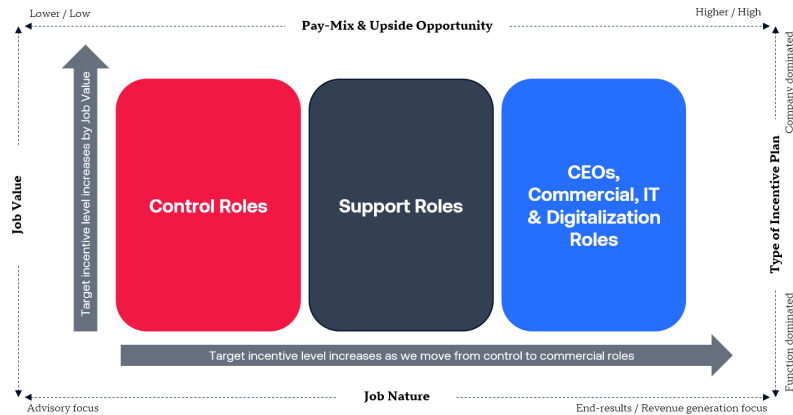 Lower / Low
Pay-Mix & Upside Opportunity
Higher / High
Job Value
Target incentive level increases by Job Value
Control Roles
Support Roles
CEOs,
Commercial, IT
& Digitalization
Roles
Company dominated
Type of Incentive Plan
Function dominated
Target incentive level increases as we move from control to commercial roles
Advisory focus
Job Nature
End-results / Revenue generation focus